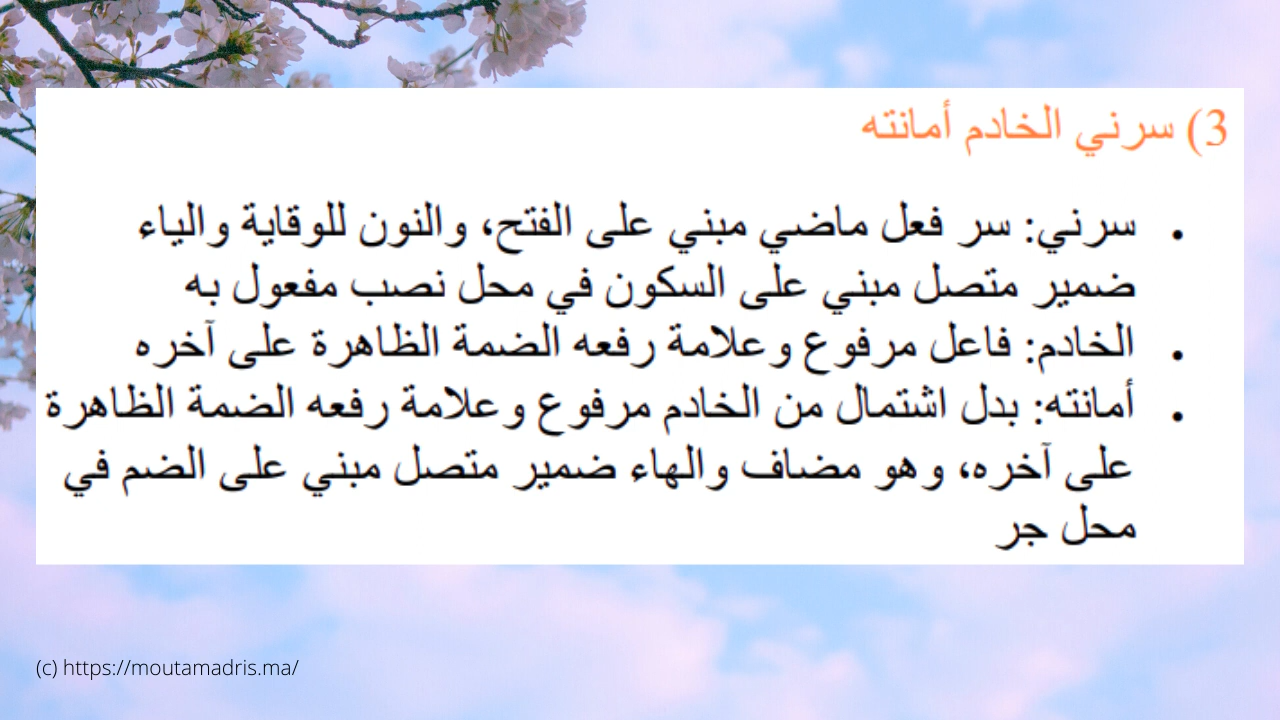 3) سرني الخادم أمانته
• سرني: سر فعل ماضي مبني على الفتح، والنون للوقاية والياء
ضمير متصل مبني على السكون في محل نصب مفعول به
• الخادم: فاعل مرفوع وعلامة رفعه الضمة الظاهرة على آخره
• أمانته: بدل اشتمال من الخادم مرفوع وعلامة رفعه الضمة الظاهرة
على آخره، وهو مضاف والهاء ضمير متصل مبني على الضم في
محل جر
(c) https://moutamadris.ma/